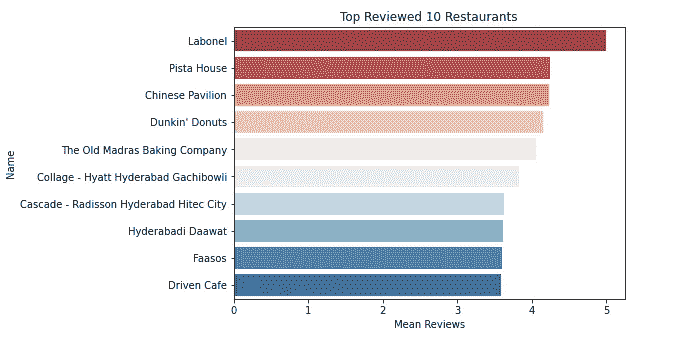 Top Reviewed 10 Restaurants
Name
Labonel
Pista House
Chinese Pavilion
Dunkin' Donuts
The Old Madras Baking Company
Collage - Hyatt Hyderabad Gachibowli
Cascade - Radisson Hyderabad Hitec City
Hyderabadi Daawat
Faasos
Driven Cafe
0 1 2 3 4 5
Mean Reviews